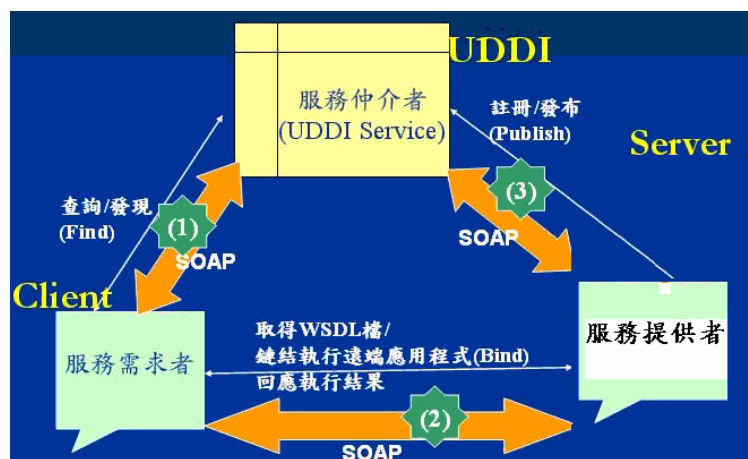 UDDI
服務仲介者
(UDDI Service)
註冊/發布
(Publish)
Server
查詢/發現
(Find)
(1)
SOAP
(3)
SOAP
Client
服務需求者
取得WSDL檔/
鏈結執行遠端應用程式(Bind)
回應執行結果
服務提供者
(2)
SOAP